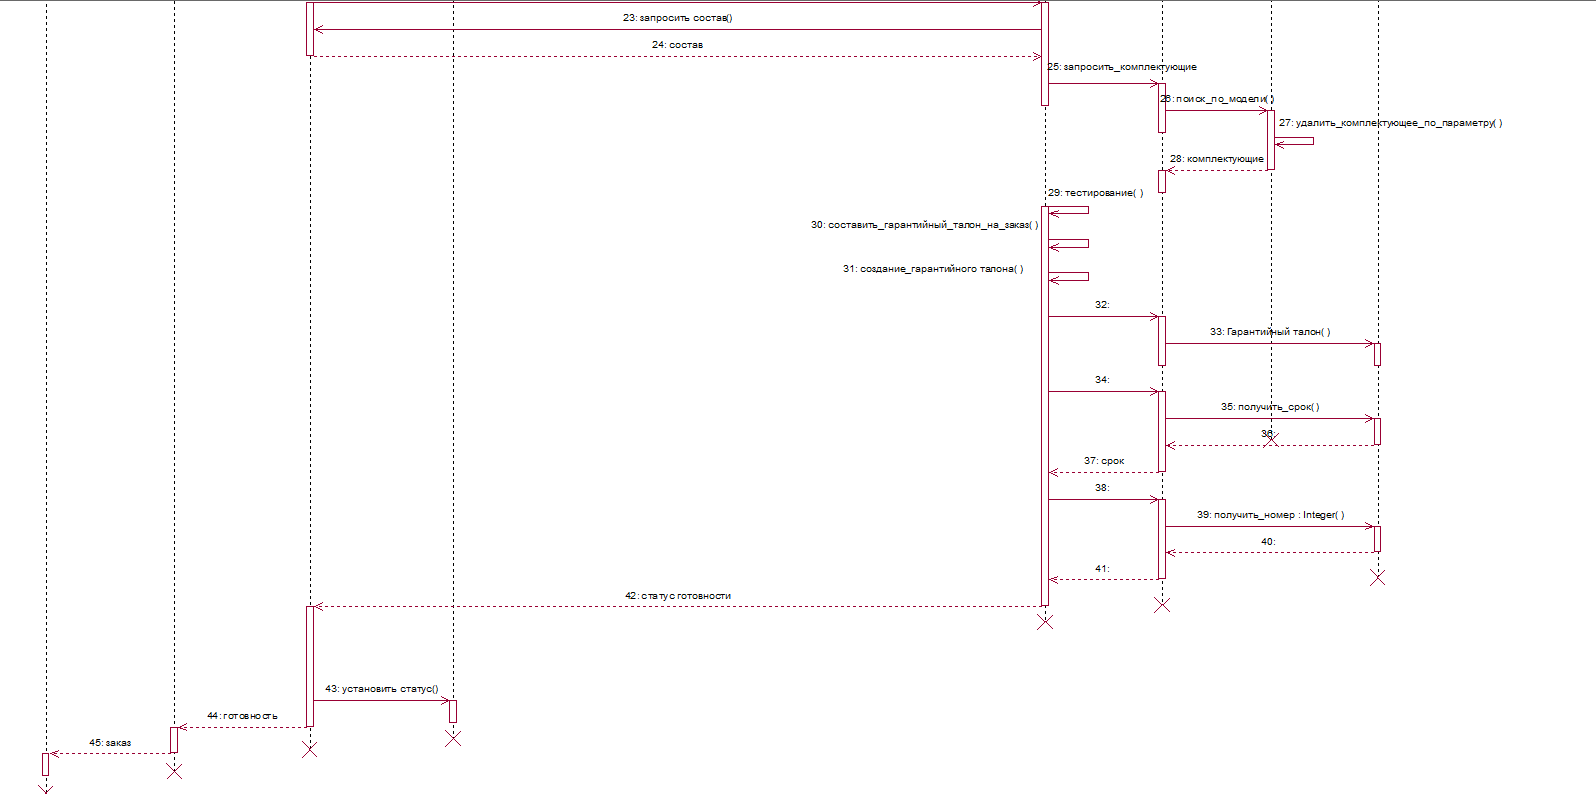 23: запросить состав()
24: состав
25: запросить_комплектующие
26: поиск_по_модели( )
27: удалить_комплектующее_по_параметру( )
28: комплектующие
29: тестирование( )
30: составить_гарантийный_талон_на_заказ( )
31: создание_гарантийного талона( )
32:
33: Гарантийный талон( )
34:
35: получить_срок( )
36:
37: срок
38:
39: получить_номер : Integer( )
40:
41:
42: статус готовности
43: установить статус()
44: готовность
45: заказ